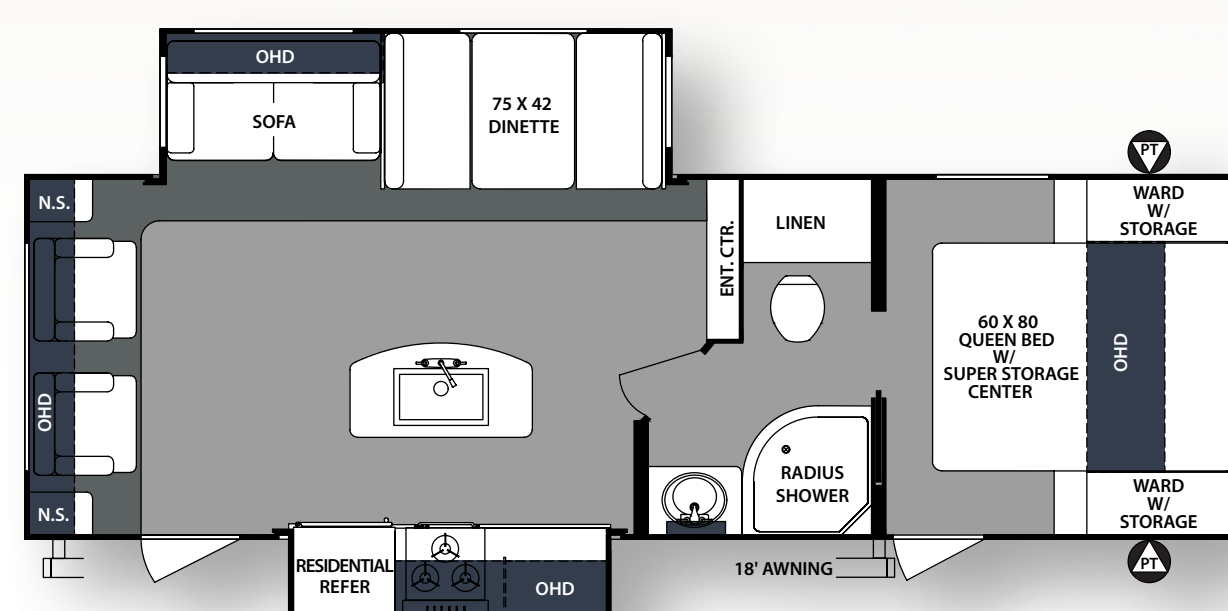 OHD
SOFA
75 X 42
DINETTE
PT
N.S.
WARD
W/
STORAGE
LINEN
ENT. CTR.
60 X 80
QUEEN BED
W/
SUPER STORAGE
CENTER
OHD
OHD
RADIUS
SHOWER
N.S.
WARD
W/
STORAGE
RESIDENTIAL
REFER
OHD
18' AWNING
PT